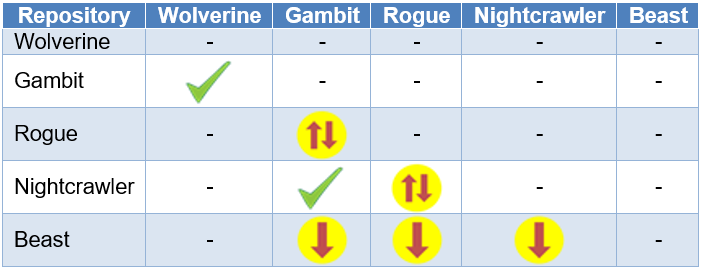 Repository Wolverine Gambit Rogue Nightcrawler Beast
Wolverine - - - - -
Gambit - - - -
Rogue - - - -
Nightcrawler - - -
Beast - -